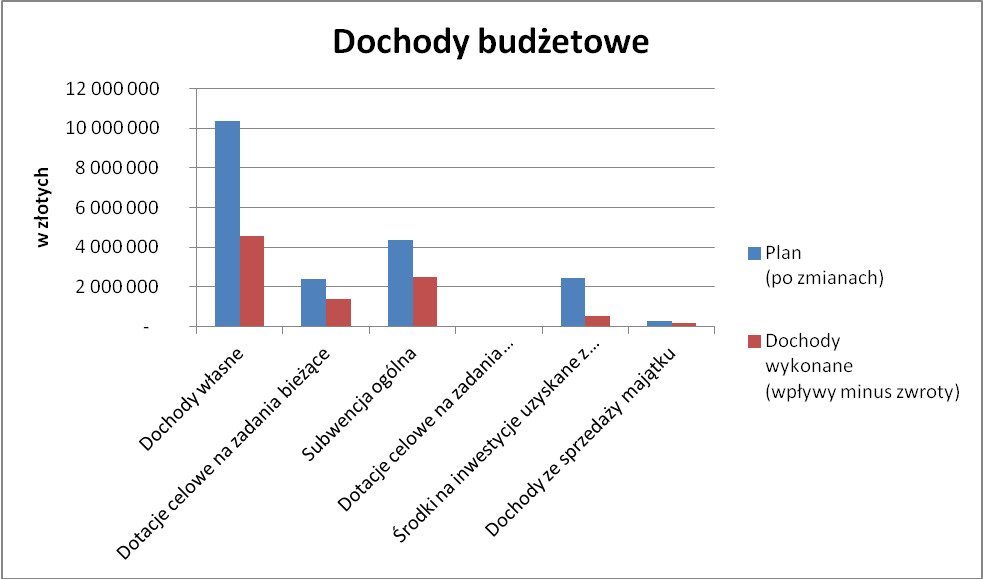 Dochody budżetowe
w złotych
12 000 000
10 000 000
8 000 000
6 000 000
4 000 000
2 000 000
-
Dochody własne
Dotacje celowe na zadania bieżące
Subwencja ogólna
Dotacje celowe na zadania...
Środki na inwestycje uzyskane z...
Dochody ze sprzedaży majątku
Plan
(po zmianach)
Dochody
wykonane
(wpływy minus zwroty)